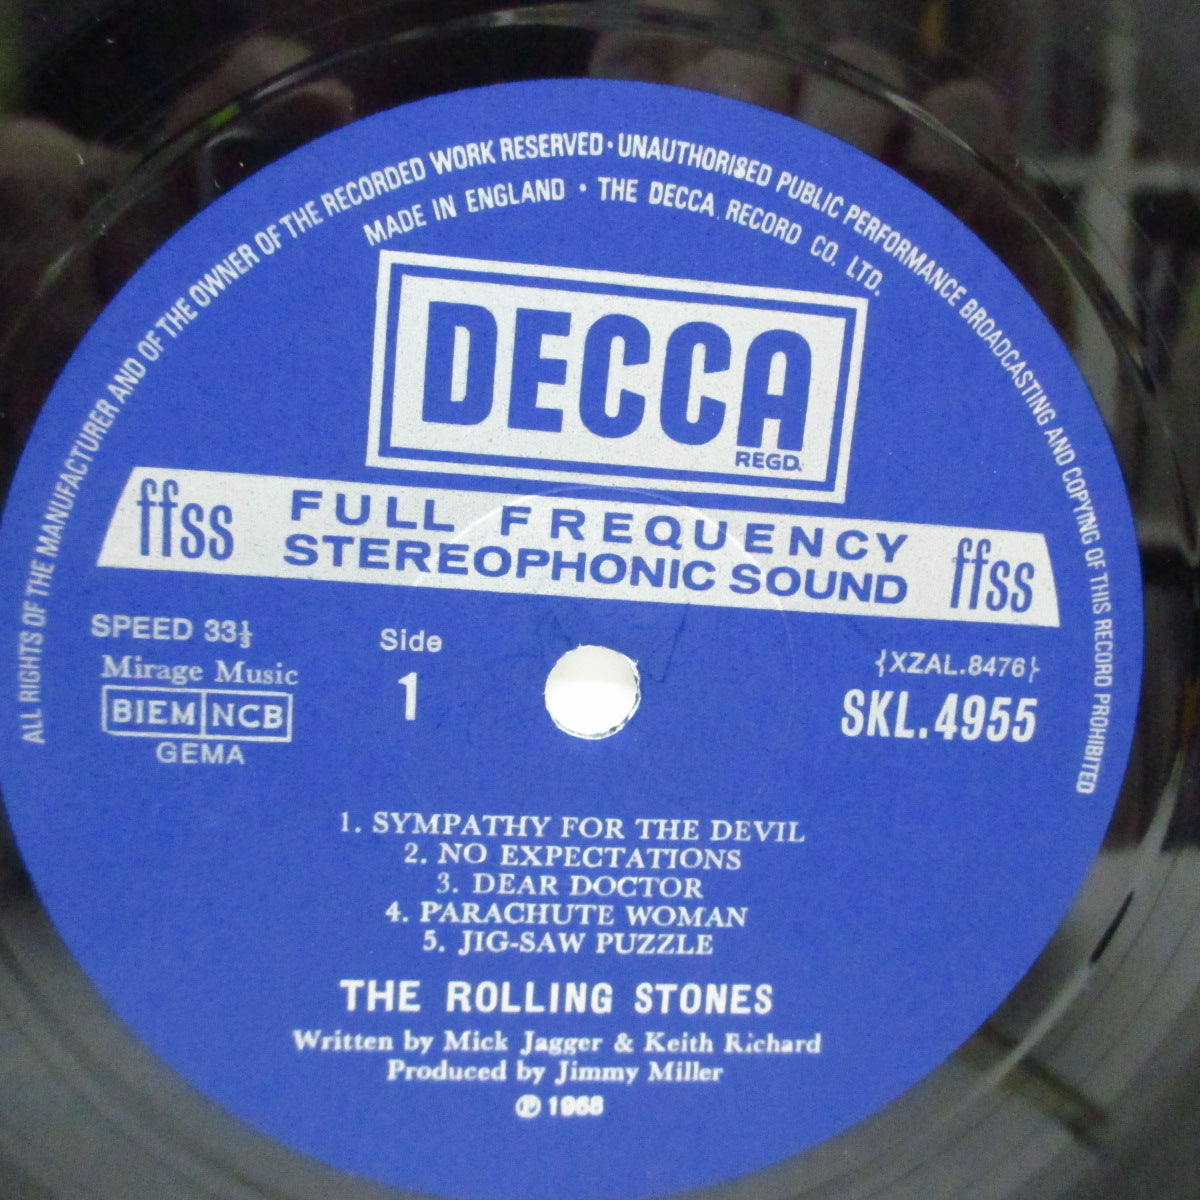 ALL RIGHTS OF THE MANUFACTURER AND OF THE OWNER OF THE RECORDED WORK RESERVED · UNAUTHORISED PUBLIC PERFORMANCE BROADCASTING AND COPYING OF THIS RECORD PROHIBITED
MADE IN ENGLAND · THE DECCA RECORD CO. LTD.
DECCA
REGD.
ffss FULL FREQUENCY STEREOPHONIC SOUND ffss
SPEED 33⅓
Mirage Music
BIEM NCB
GEMA
Side
1
{XZAL.8476}
SKL.4955
1. SYMPATHY FOR THE DEVIL
2. NO EXPECTATIONS
3. DEAR DOCTOR
4. PARACHUTE WOMAN
5. JIG-SAW PUZZLE
THE ROLLING STONES
Written by Mick Jagger & Keith Richard
Produced by Jimmy Miller
℗ 1968